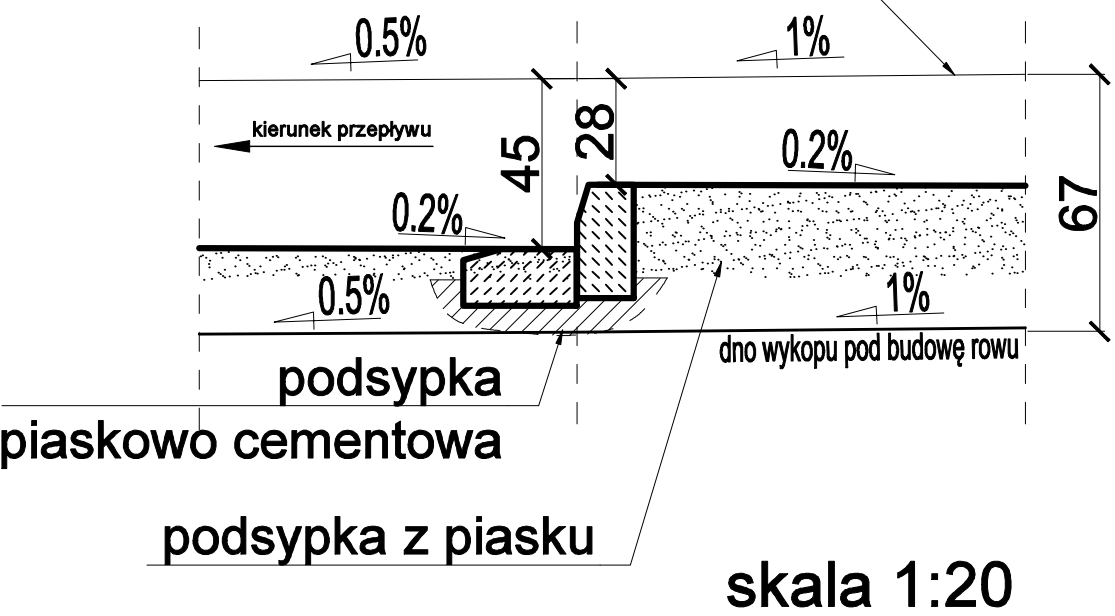 0.5%
1%
kierunek przepływu
45
28
0.2%
67
0.2%
0.5%
1%
dno wykopu pod budowę rowu
podsypka
piaskowo cementowa
podsypka z piasku
skala 1:20